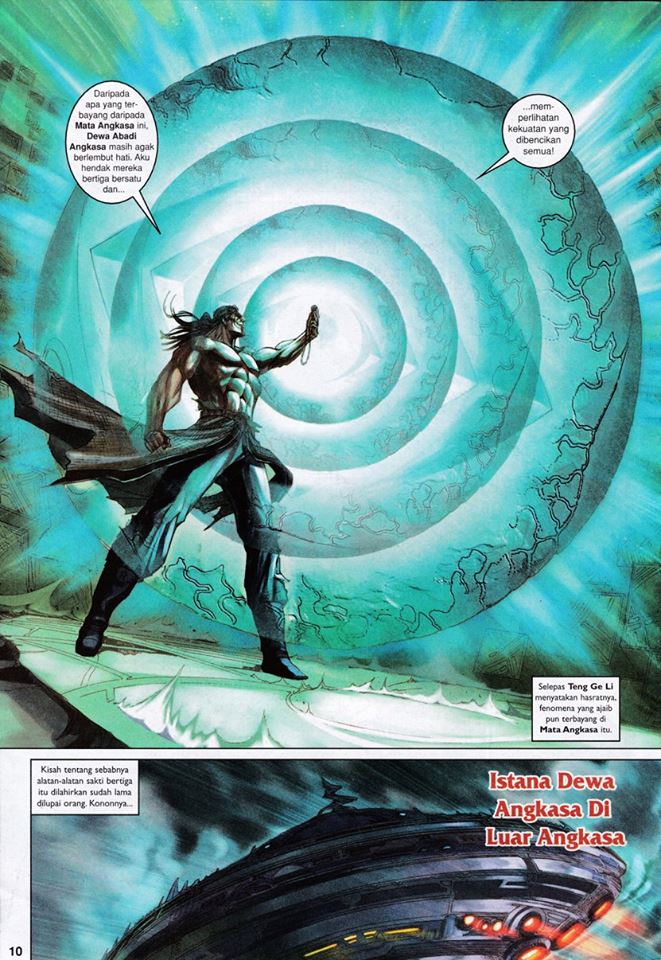 Daripada
apa yang ter-
bayang daripada
Mata Angkasa ini,
Dewa Abadi
Angkasa masih agak
berlembut hati. Aku
hendak mereka
bertiga bersatu
dan...
...mem-
perlihatan
kekuatan yang
dibencikan
semua!
Selepas Teng Ge Li
menyatakan hasratnya,
fenomena yang ajaib
pun terbayang di
Mata Angkasa itu.
Kisah tentang sebabnya
alatan-alatan sakti bertiga
itu dilahirkan sudah lama
dilupai orang. Kononnya...
Istana Dewa
Angkasa Di
Luar Angkasa
10